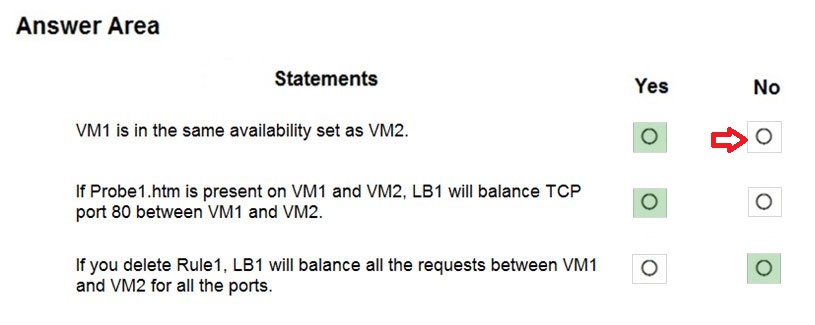 Answer Area
Statements
Yes
No
VM1 is in the same availability set as VM2.
If Probe1.htm is present on VM1 and VM2, LB1 will balance TCP
port 80 between VM1 and VM2.
If you delete Rule1, LB1 will balance all the requests between VM1
and VM2 for all the ports.